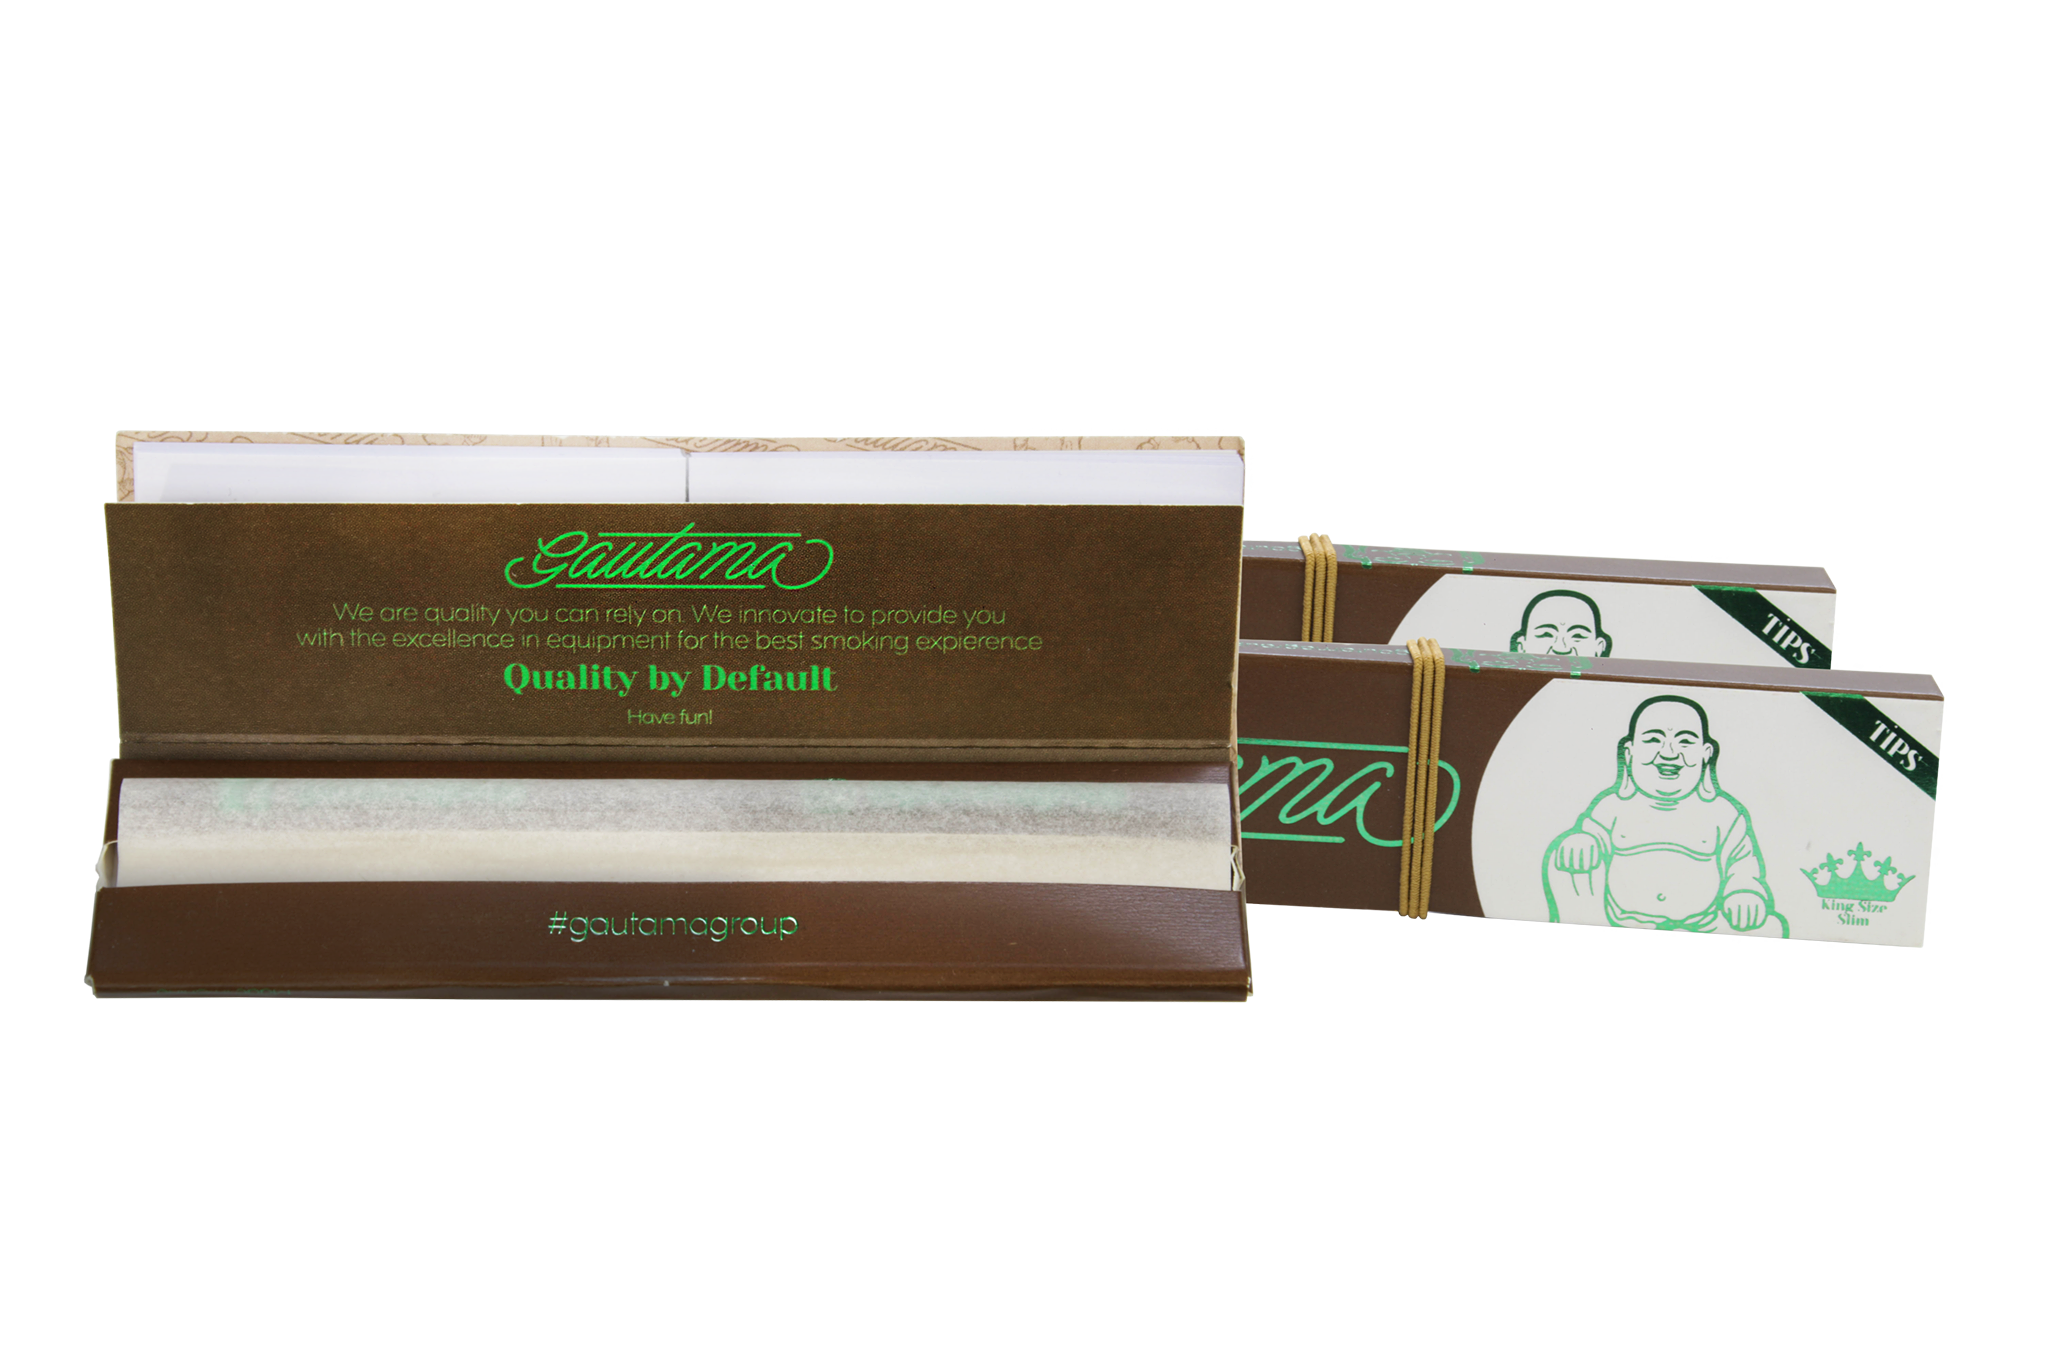 gautama
We are quality you can rely on. We innovate to provide you
with the excellence in equipment for the best smoking expierence
Quality by Default
Have fun!
#gautamagroup
TIPS
TIPS
King Size
Slim